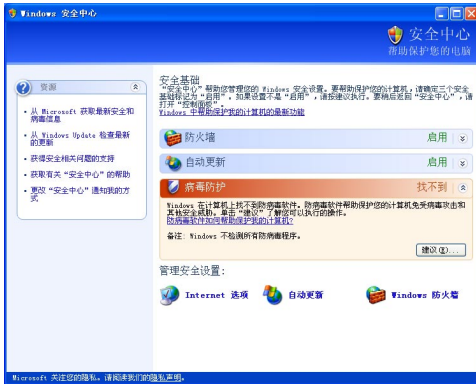 Windows 安全中心
安全中心
帮助保护您的电脑
资源
从 Microsoft 获取最新安全和
病毒信息
从 Windows Update 检查最新
的更新
获得安全相关问题的支持
获取有关 “安全中心” 的帮助
更改 “安全中心” 通知我的方
式
安全基础
“安全中心” 帮助您管理您的 Windows 安全设置。要帮助保护您的计算机，请确定三个安全
基础标记为 “启用” 。如果设置不是 “启用” ，请按建议执行。要稍后返回 “安全中心” ，请
打开 “控制面板” 。
Windows 中帮助保护我的计算机的最新功能
防火墙 启用
自动更新 启用
病毒防护 找不到
Windows 在计算机上找不到防病毒软件。防病毒软件帮助保护您的计算机免受病毒攻击和
其他安全威胁。单击 “建议” 了解您可以执行的操作。
防病毒软件如何帮助保护我的计算机?
备注: Windows 不检测所有防病毒程序。
建议(R)...
管理安全设置:
Internet 选项 自动更新 Windows 防火墙
Microsoft 关注您的隐私。请阅读我们的隐私声明。